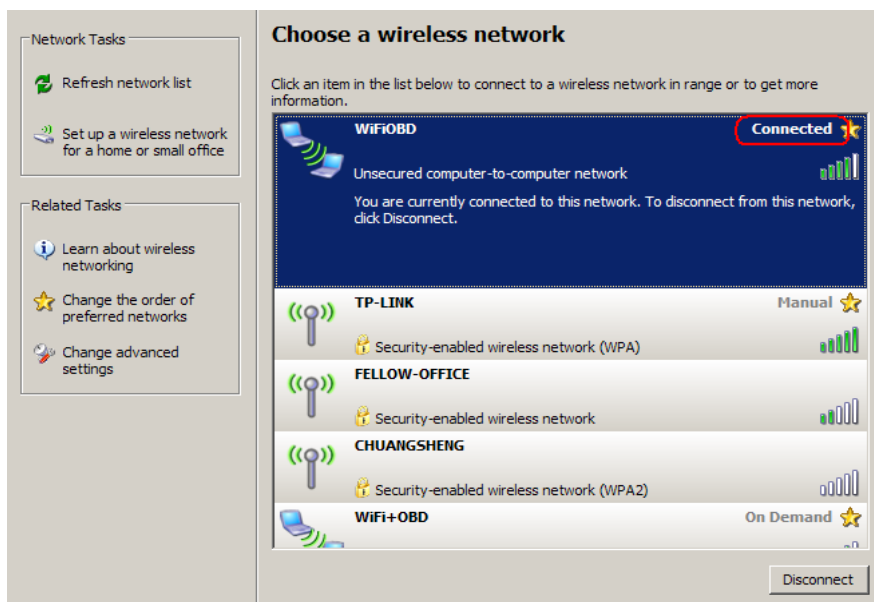 Network Tasks
Refresh network list
Set up a wireless network
for a home or small office
Related Tasks
Learn about wireless
networking
Change the order of
preferred networks
Change advanced
settings
Choose a wireless network
Click an item in the list below to connect to a wireless network in range or to get more
information.
WiFiOBD Connected
Unsecured computer-to-computer network
You are currently connected to this network. To disconnect from this network,
click Disconnect.
TP-LINK Manual
Security-enabled wireless network (WPA)
FELLOW-OFFICE
Security-enabled wireless network
CHUANGSHENG
Security-enabled wireless network (WPA2)
WiFi+OBD On Demand
Disconnect